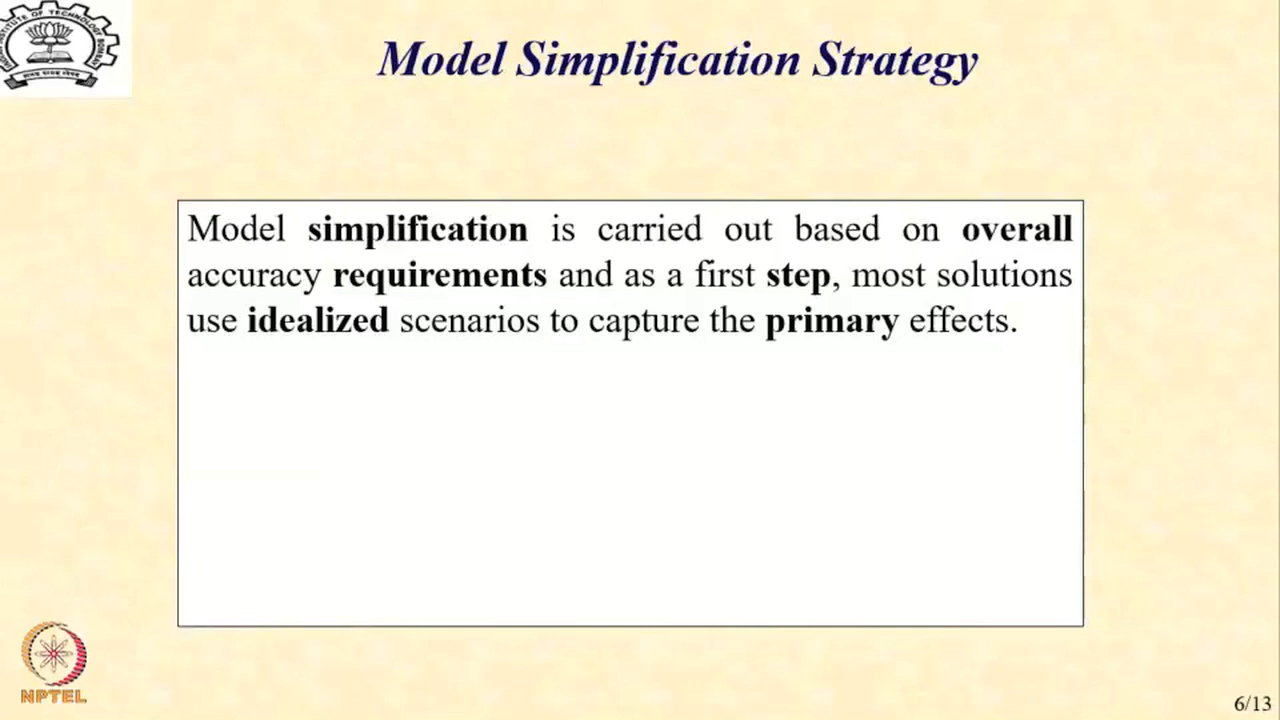 Model Simplification Strategy
Model simplification is carried out based on overall
accuracy requirements and as a first step, most solutions
use idealized scenarios to capture the primary effects.
NPTEL
6/13